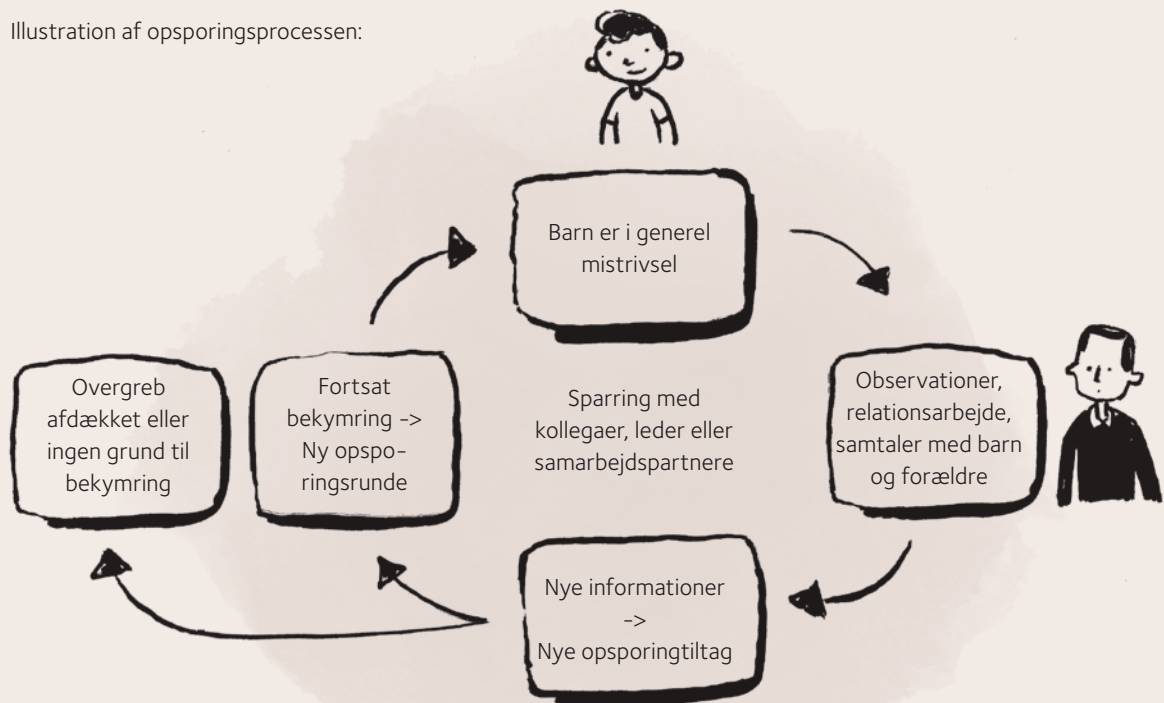 Illustration af opsporingsprocessen:
Barn er i generel
mistrivsel
Observationer,
relationsarbejde,
samtaler med barn
og forældre
Nye informationer
->
Nye opsporingtiltag
Fortsat
bekymring ->
Ny opspo-
ringsrunde
Overgreb
afdækket eller
ingen grund til
bekymring
Sparring med
kollegaer, leder eller
samarbejdspartnere